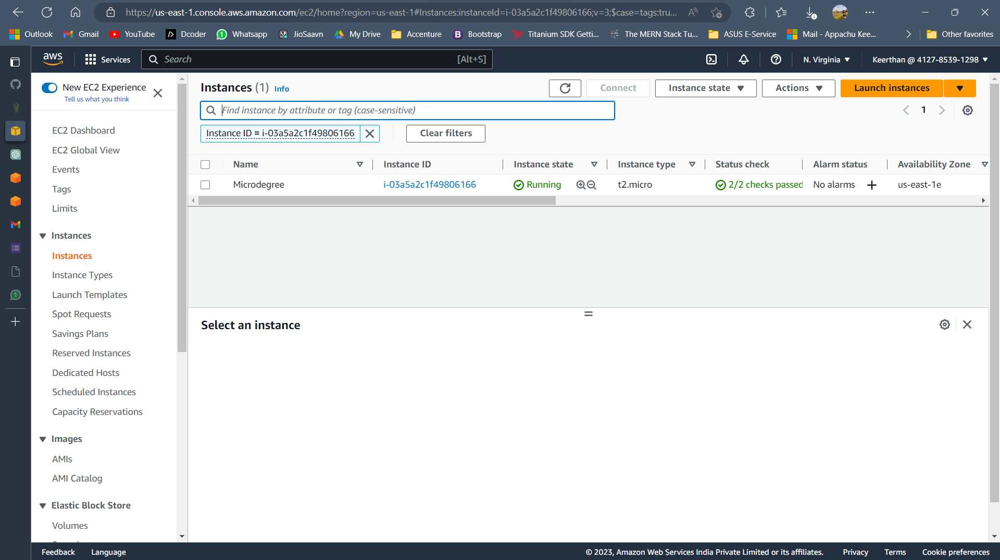 https://us-east-1.console.aws.amazon.com/ec2/home?region=us-east-1#Instances:instanceId=i-03a5a2c1f49806166;v=3;$case=tags:tru...
Outlook Gmail YouTube Dcoder Whatsapp JioSaavn My Drive Accenture Bootstrap Titanium SDK Getti... The MERN Stack Tu... ASUS E-Service Mail - Appachu Kee... Other favorites
aws Services Search [Alt+S] N. Virginia Keerthan @ 4127-8539-1298
New EC2 Experience
Tell us what you think
EC2 Dashboard
EC2 Global View
Events
Tags
Limits
Instances
Instances
Instance Types
Launch Templates
Spot Requests
Savings Plans
Reserved Instances
Dedicated Hosts
Scheduled Instances
Capacity Reservations
Images
AMIs
AMI Catalog
Elastic Block Store
Volumes
Instances (1) Info Connect Instance state Actions Launch instances
Find instance by attribute or tag (case-sensitive) 1
Instance ID = i-03a5a2c1f49806166 Clear filters
Name Instance ID Instance state Instance type Status check Alarm status Availability Zone
Microdegree i-03a5a2c1f49806166 Running t2.micro 2/2 checks passed No alarms us-east-1e
Select an instance
Feedback Language © 2023, Amazon Web Services India Private Limited or its affiliates. Privacy Terms Cookie preferences